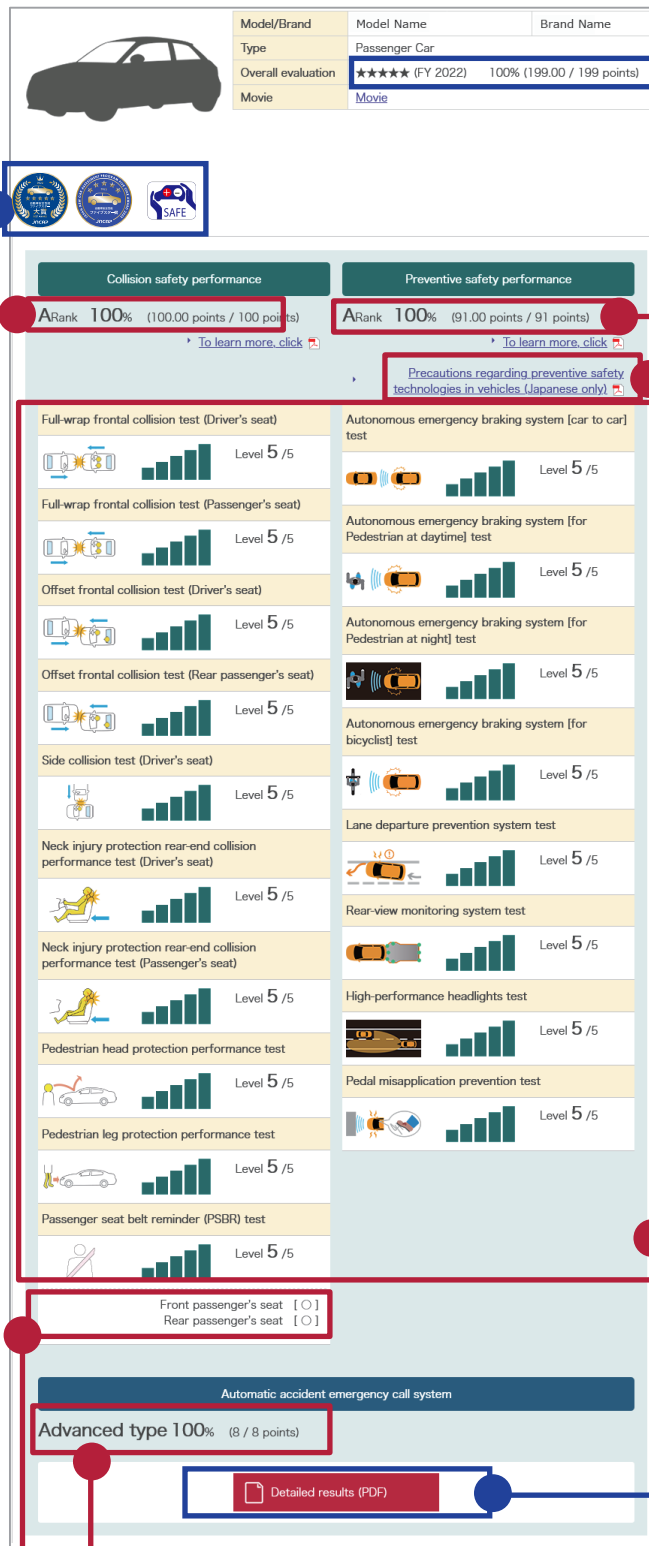 Model/Brand Model Name Brand Name
Type Passenger Car
Overall evaluation ★★★★★ (FY 2022) 100% (199.00 / 199 points)
Movie Movie
大賞
JNCAP
ファイブスター賞
JNCAP
SAFE
Collision safety performance
ARank 100% (100.00 points / 100 points)
To learn more, click
Full-wrap frontal collision test (Driver's seat)
Level 5 /5
Full-wrap frontal collision test (Passenger's seat)
Level 5 /5
Offset frontal collision test (Driver's seat)
Level 5 /5
Offset frontal collision test (Rear passenger's seat)
Level 5 /5
Side collision test (Driver's seat)
Level 5 /5
Neck injury protection rear-end collision
performance test (Driver's seat)
Level 5 /5
Neck injury protection rear-end collision
performance test (Passenger's seat)
Level 5 /5
Pedestrian head protection performance test
Level 5 /5
Pedestrian leg protection performance test
Level 5 /5
Passenger seat belt reminder (PSBR) test
Level 5 /5
Front passenger's seat [ ○ ]
Rear passenger's seat [ ○ ]
Preventive safety performance
ARank 100% (91.00 points / 91 points)
To learn more, click
Precautions regarding preventive safety
technologies in vehicles (Japanese only)
Autonomous emergency braking system [car to car]
test
Level 5 /5
Autonomous emergency braking system [for
Pedestrian at daytime] test
Level 5 /5
Autonomous emergency braking system [for
Pedestrian at night] test
Level 5 /5
Autonomous emergency braking system [for
bicyclist] test
Level 5 /5
Lane departure prevention system test
Level 5 /5
Rear-view monitoring system test
Level 5 /5
High-performance headlights test
Level 5 /5
Pedal misapplication prevention test
Level 5 /5
Automatic accident emergency call system
Advanced type 100% (8 / 8 points)
Detailed results (PDF)